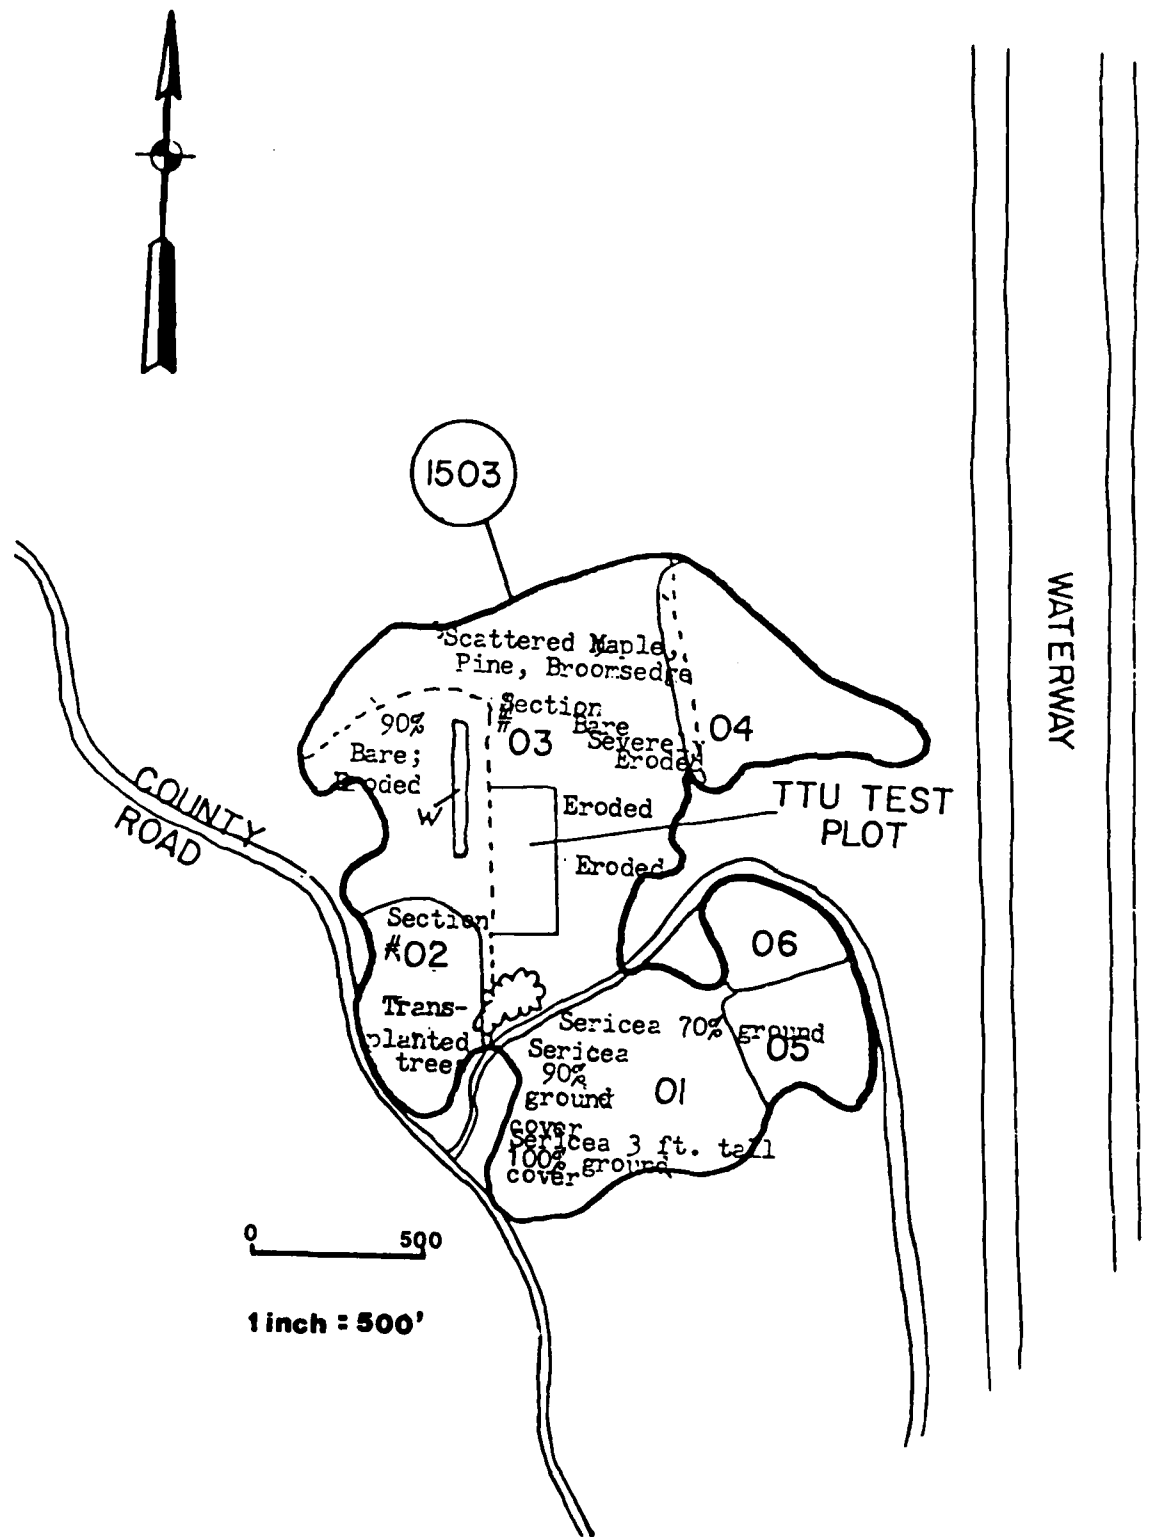 1503
WATERWAY
Scattered Maple,
Pine, Broomsedge
Section
# 03
Bare
Severely
Eroded
04
90%
Bare;
Eroded
W
Eroded
Eroded
TTU TEST
PLOT
COUNTY
ROAD
Section
#02
Trans-
planted
trees
06
05
Sericea 70% ground
Sericea
90%
ground
cover
01
Sericea 3 ft. tall
100% ground
cover
0 500
1 inch = 500'